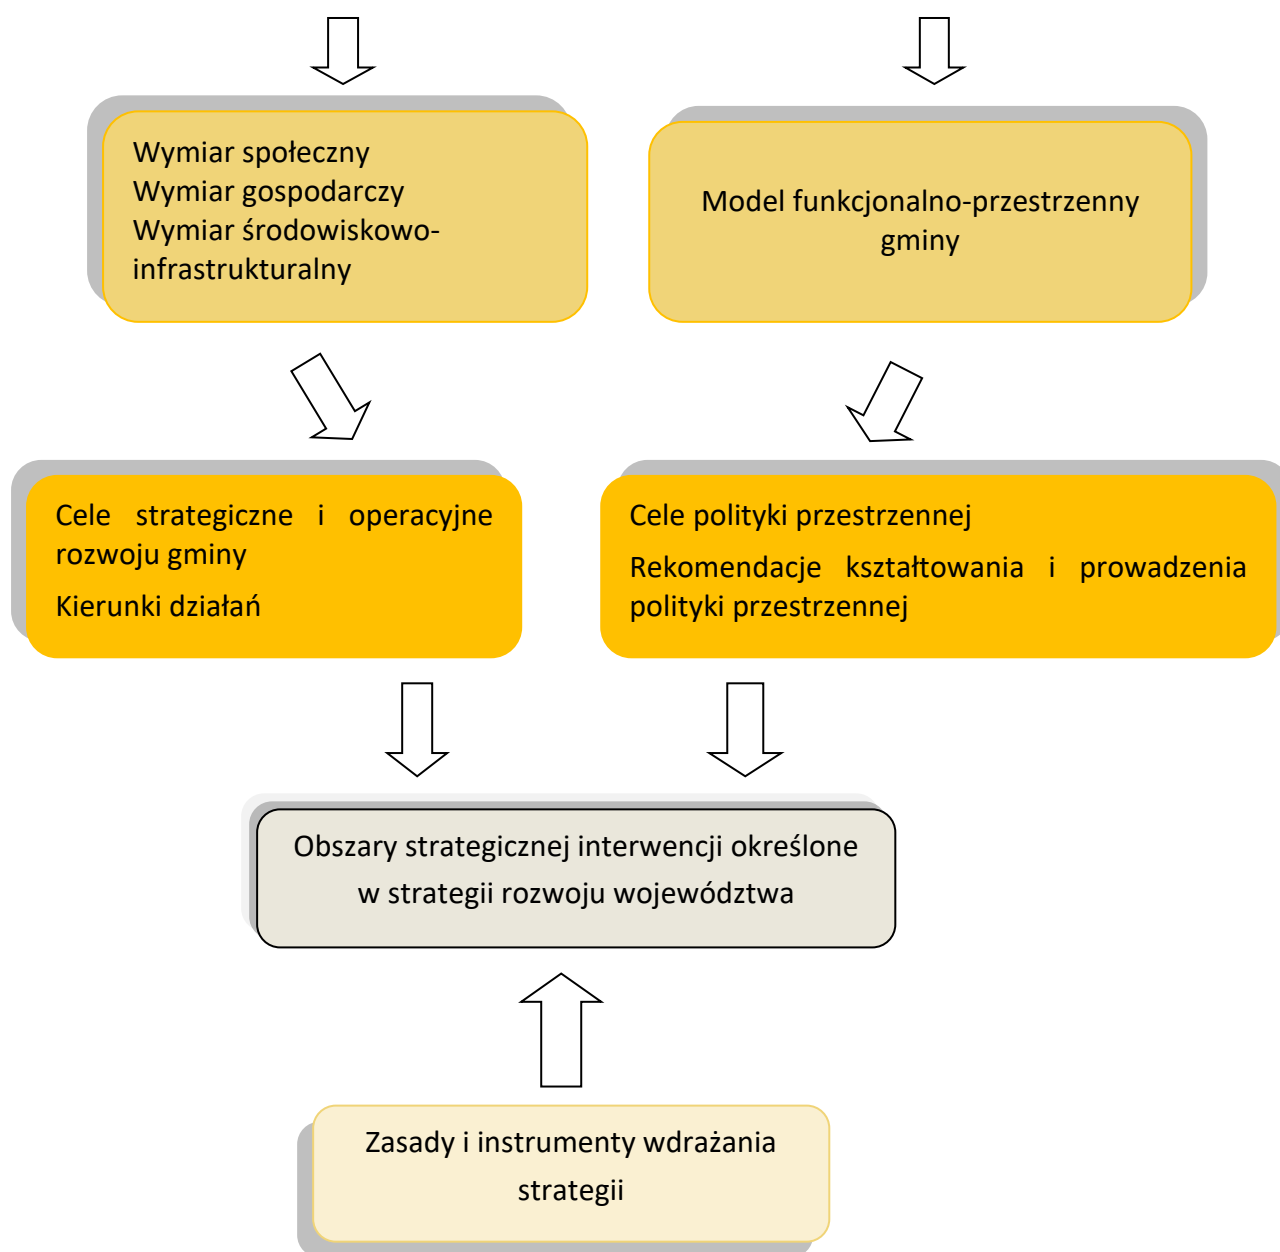 Wymiar społeczny
Wymiar gospodarczy
Wymiar środowiskowo-
infrastrukturalny
Model funkcjonalno-przestrzenny
gminy
Cele strategiczne i operacyjne
rozwoju gminy
Kierunki działań
Cele polityki przestrzennej
Rekomendacje kształtowania i prowadzenia
polityki przestrzennej
Obszary strategicznej interwencji określone
w strategii rozwoju województwa
Zasady i instrumenty wdrażania
strategii